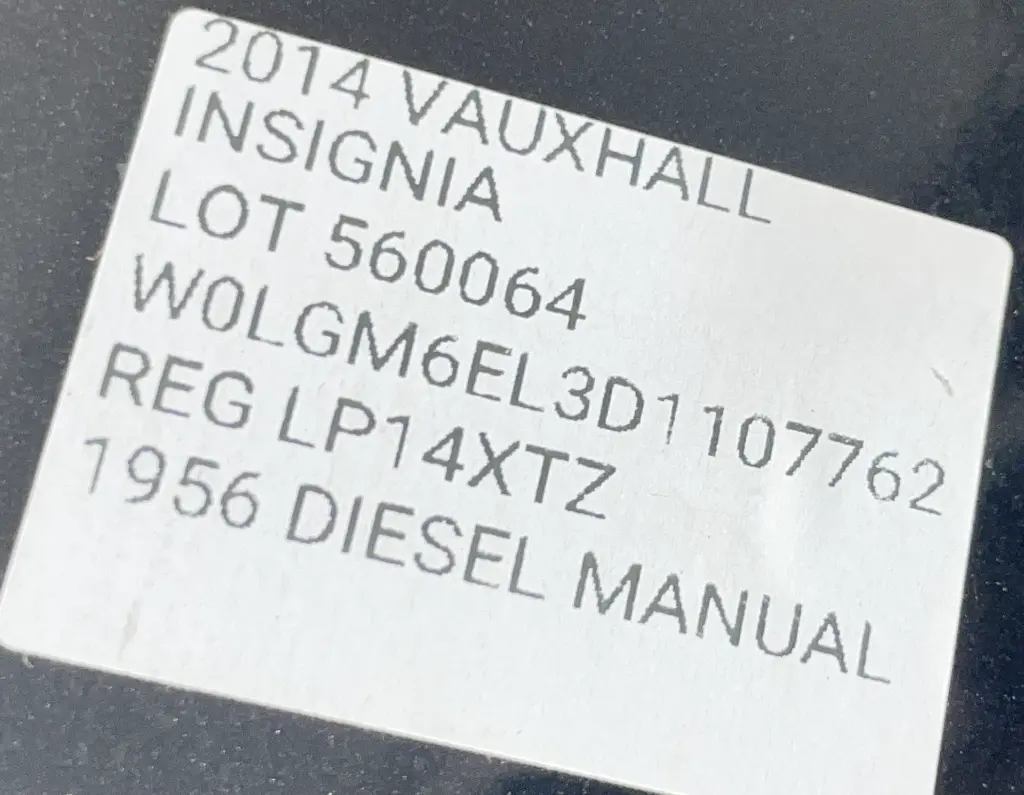 2014 VAUXHALL
INSIGNIA
LOT 560064
W0LGM6EL3D1107762
REG LP14XTZ
1956 DIESEL MANUAL